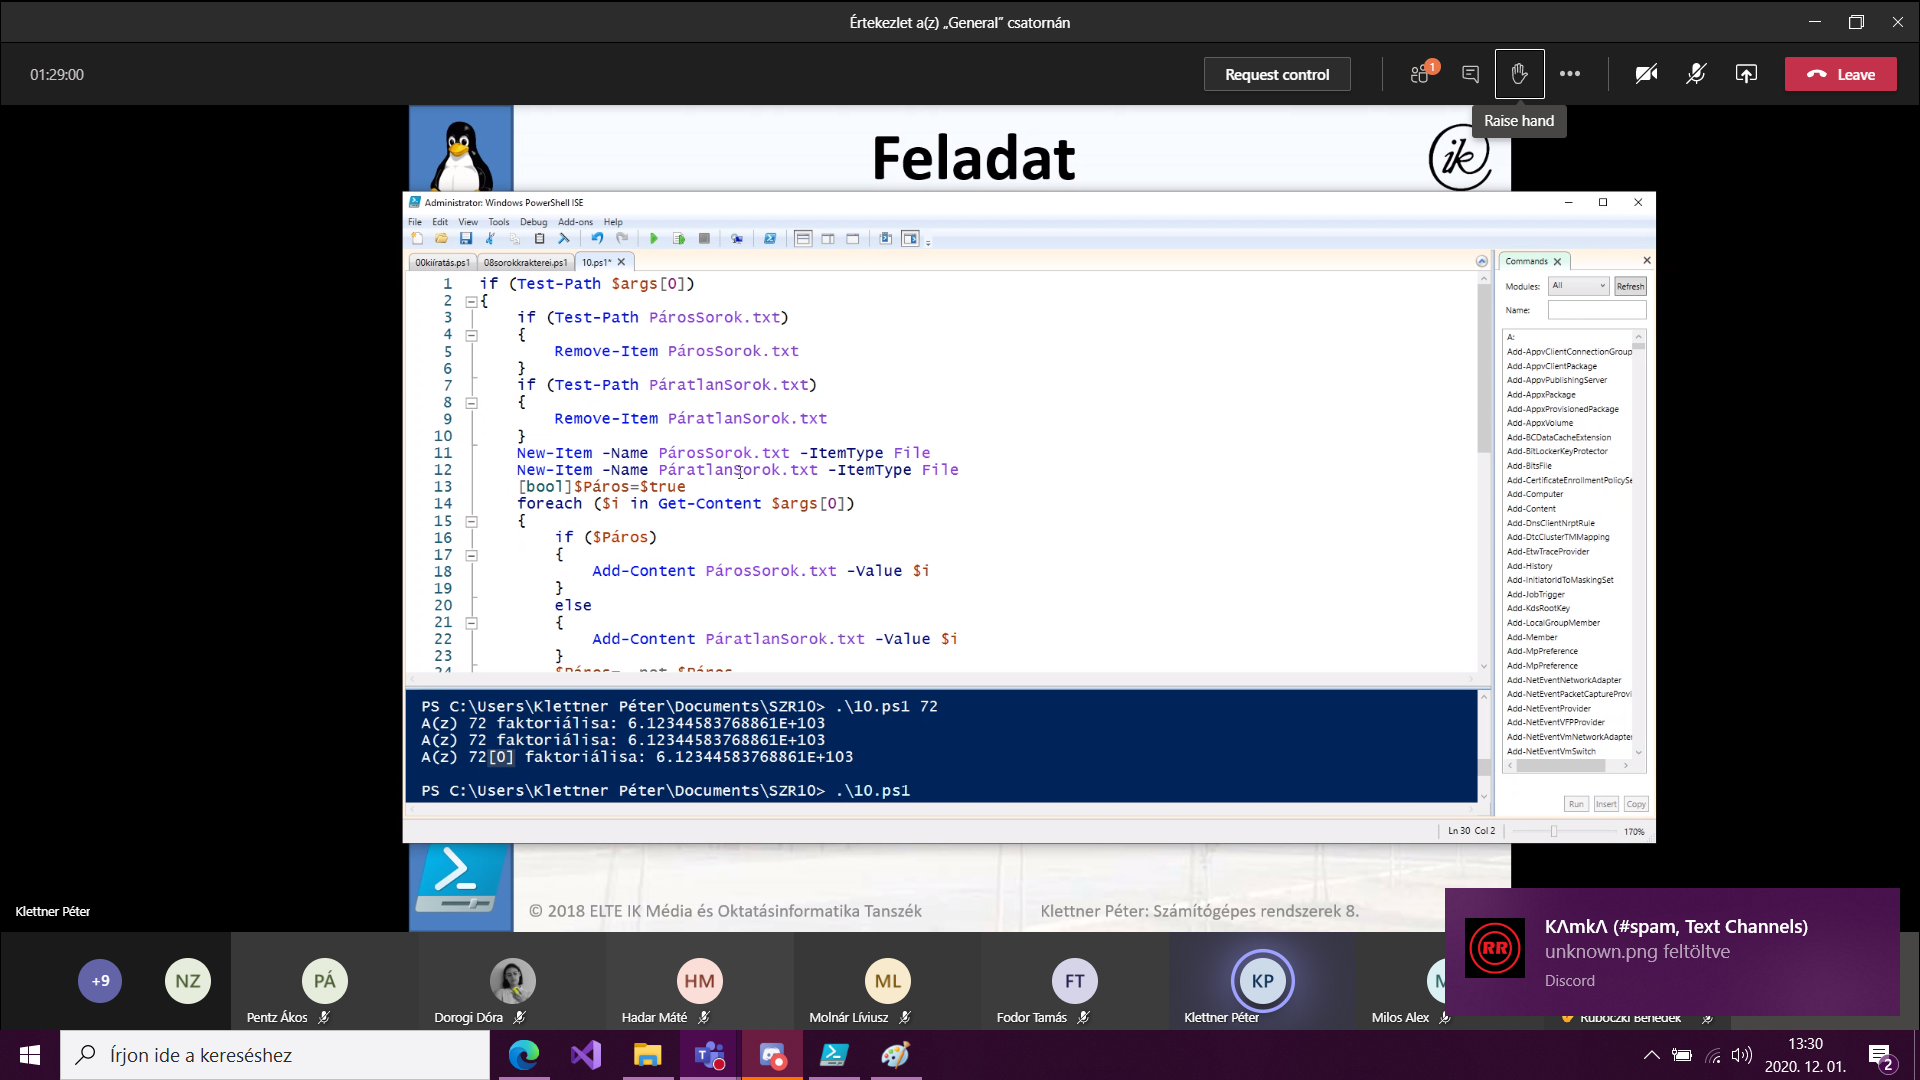 Értekezlet a(z) „General” csatornán
01:29:00
Request control
1
Leave
Raise hand
Feladat
ik
Administrator: Windows PowerShell ISE
File Edit View Tools Debug Add-ons Help
00kiíratás.ps1 08sorokkrakterei.ps1 10.ps1*
1 if (Test-Path $args[0])
2 {
3 if (Test-Path PárosSorok.txt)
4 {
5 Remove-Item PárosSorok.txt
6 }
7 if (Test-Path PáratlanSorok.txt)
8 {
9 Remove-Item PáratlanSorok.txt
10 }
11 New-Item -Name PárosSorok.txt -ItemType File
12 New-Item -Name PáratlanSorok.txt -ItemType File
13 [bool]$Páros=$true
14 foreach ($i in Get-Content $args[0])
15 {
16 if ($Páros)
17 {
18 Add-Content PárosSorok.txt -Value $i
19 }
20 else
21 {
22 Add-Content PáratlanSorok.txt -Value $i
23 }
Commands
Modules: All Refresh
Name:
A:
Add-AppvClientConnectionGroup
Add-AppvClientPackage
Add-AppvPublishingServer
Add-AppxPackage
Add-AppxProvisionedPackage
Add-AppxVolume
Add-BCDataCacheExtension
Add-BitLockerKeyProtector
Add-BitsFile
Add-CertificateEnrollmentPolicySe
Add-Computer
Add-Content
Add-DnsClientNrptRule
Add-DtcClusterTMMapping
Add-EtwTraceProvider
Add-History
Add-InitiatorIdToMaskingSet
Add-JobTrigger
Add-KdsRootKey
Add-LocalGroupMember
Add-Member
Add-MpPreference
Add-MpPreference
Add-NetEventNetworkAdapter
Add-NetEventPacketCaptureProvi
Add-NetEventProvider
Add-NetEventVFPProvider
Add-NetEventVmNetworkAdapter
Add-NetEventVmSwitch
Run Insert Copy
PS C:\Users\Klettner Péter\Documents\SZR10> .\10.ps1 72
A(z) 72 faktoriálisa: 6.12344583768861E+103
A(z) 72 faktoriálisa: 6.12344583768861E+103
A(z) 72[0] faktoriálisa: 6.12344583768861E+103
PS C:\Users\Klettner Péter\Documents\SZR10> .\10.ps1
Ln 30 Col 2 170%
© 2018 ELTE IK Média és Oktatásinformatika Tanszék
Klettner Péter: Számítógépes rendszerek 8.
Klettner Péter
KΛmkΛ (#spam, Text Channels)
unknown.png feltöltve
Discord
RR
+9
NZ
PÁ
Pentz Ákos
Dorogi Dóra
HM
Hadar Máté
ML
Molnár Líviusz
FT
Fodor Tamás
KP
Klettner Péter
Milos Alex
Írjon ide a kereséshez
13:30
2020. 12. 01.
2